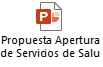 P
Propuesta Apertura
de Servicios de Salu